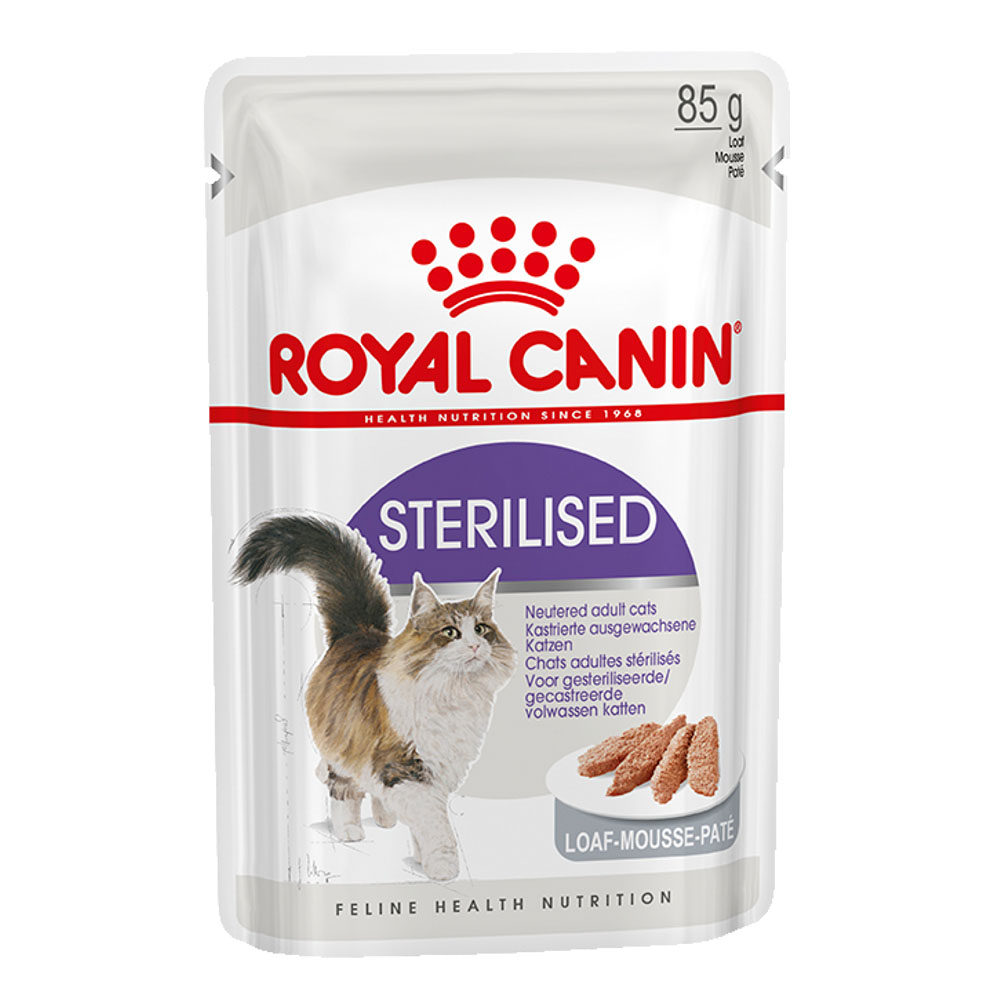 85 g
Loaf
Mousse
Paté
ROYAL CANIN®
HEALTH NUTRITION SINCE 1968
STERILISED
Neutered adult cats
Kastrierte ausgewachsene
Katzen
Chats adultes stérilisés
Voor gesteriliseerde/
gecastreerde
volwassen katten
LOAF-MOUSSE-PATÉ
FELINE HEALTH NUTRITION